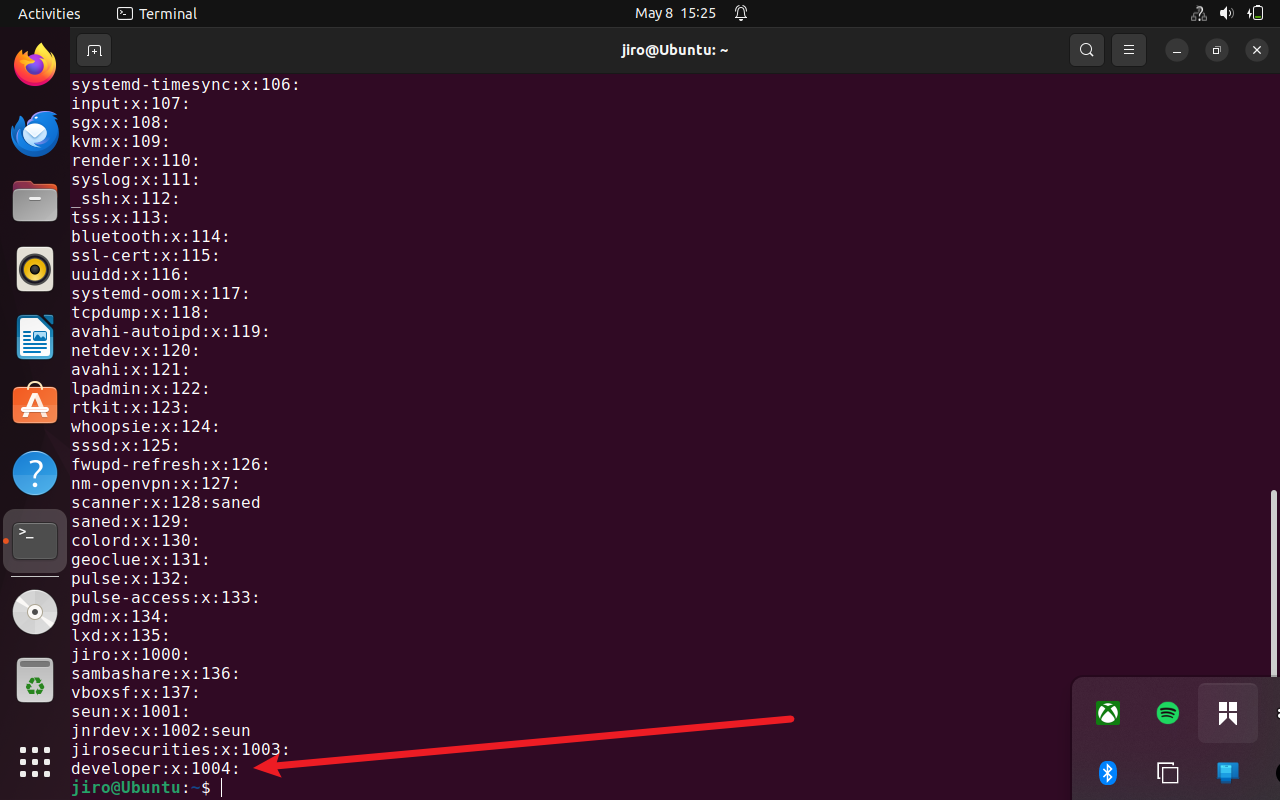 Activities
Terminal
May 8 15:25
jiro@Ubuntu: ~
systemd-timesync:x:106:
input:x:107:
sgx:x:108:
kvm:x:109:
render:x:110:
syslog:x:111:
_ssh:x:112:
tss:x:113:
bluetooth:x:114:
ssl-cert:x:115:
uuidd:x:116:
systemd-oom:x:117:
tcpdump:x:118:
avahi-autoipd:x:119:
netdev:x:120:
avahi:x:121:
lpadmin:x:122:
rtkit:x:123:
whoopsie:x:124:
sssd:x:125:
fwupd-refresh:x:126:
nm-openvpn:x:127:
scanner:x:128:saned
saned:x:129:
colord:x:130:
geoclue:x:131:
pulse:x:132:
pulse-access:x:133:
gdm:x:134:
lxd:x:135:
jiro:x:1000:
sambashare:x:136:
vboxsf:x:137:
seun:x:1001:
jnrdev:x:1002:seun
jirosecurities:x:1003:
developer:x:1004:
jiro@Ubuntu:~$